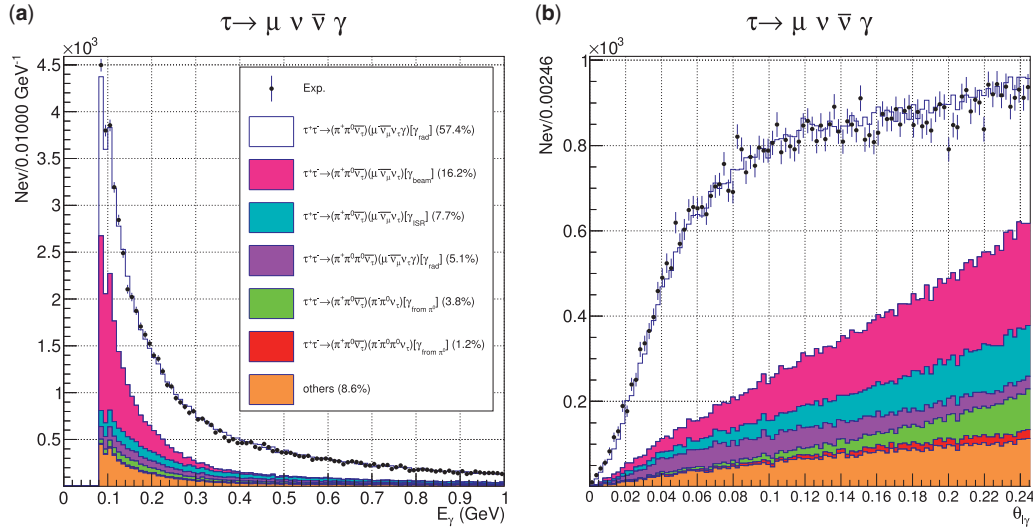 (a)
τ→ μ ν ν̅ γ
×10³
Nev/0.01000 GeV⁻¹
4.5
4
3.5
3
2.5
2
1.5
1
0.5
Exp.
τ⁺τ⁻→(π⁺π⁰ν̅τ)(μ⁻ν̅μντγ)[γrad] (57.4%)
τ⁺τ⁻→(π⁺π⁰ν̅τ)(μ⁻ν̅μντ)[γbeam] (16.2%)
τ⁺τ⁻→(π⁺π⁰ν̅τ)(μ⁻ν̅μντ)[γISR] (7.7%)
τ⁺τ⁻→(π⁺π⁰π⁰ν̅τ)(μ⁻ν̅μντγ)[γrad] (5.1%)
τ⁺τ⁻→(π⁺π⁰ν̅τ)(π⁻π⁰ντ)[γfrom π⁰] (3.8%)
τ⁺τ⁻→(π⁺π⁰ν̅τ)(π⁻π⁰π⁰ντ)[γfrom π⁰] (1.2%)
others (8.6%)
0 0.1 0.2 0.3 0.4 0.5 0.6 0.7 0.8 0.9 1
Eγ (GeV)
(b)
τ→ μ ν ν̅ γ
×10³
Nev/0.00246
1
0.8
0.6
0.4
0.2
0 0.02 0.04 0.06 0.08 0.1 0.12 0.14 0.16 0.18 0.2 0.22 0.24
θlγ